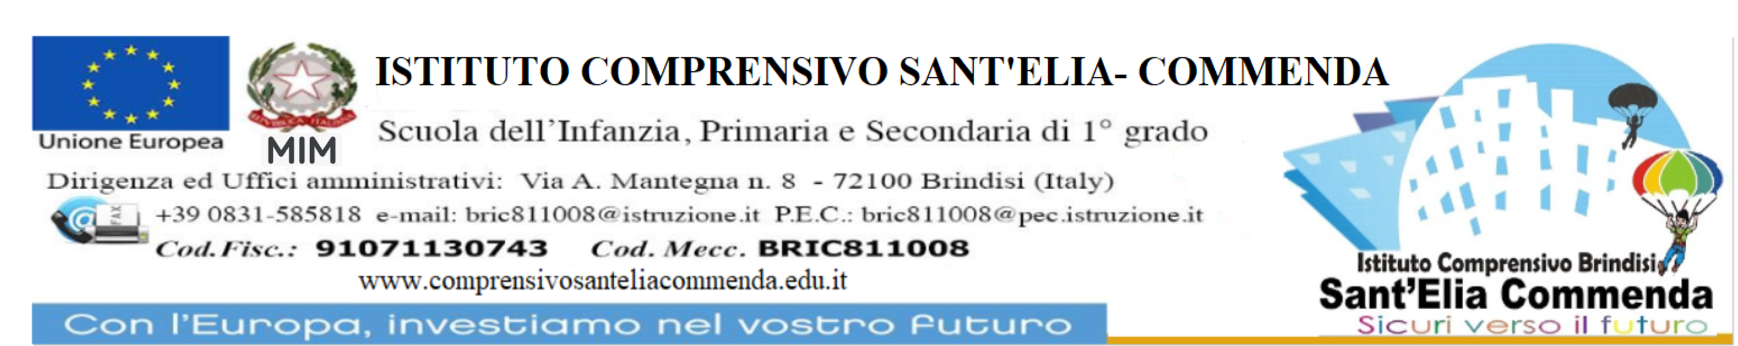 ISTITUTO COMPRENSIVO SANT'ELIA- COMMENDA
Unione Europea
MIM
Scuola dell'Infanzia, Primaria e Secondaria di 1° grado
Dirigenza ed Uffici amministrativi: Via A. Mantegna n. 8 - 72100 Brindisi (Italy)
@ FAX
+39 0831-585818 e-mail: bric811008@istruzione.it P.E.C.: bric811008@pec.istruzione.it
Cod.Fisc.: 91071130743 Cod. Mecc. BRIC811008
www.comprensivosanteliacommenda.edu.it
Con l'Europa, investiamo nel vostro futuro
Istituto Comprensivo Brindisi
Sant'Elia Commenda
Sicuri verso il futuro